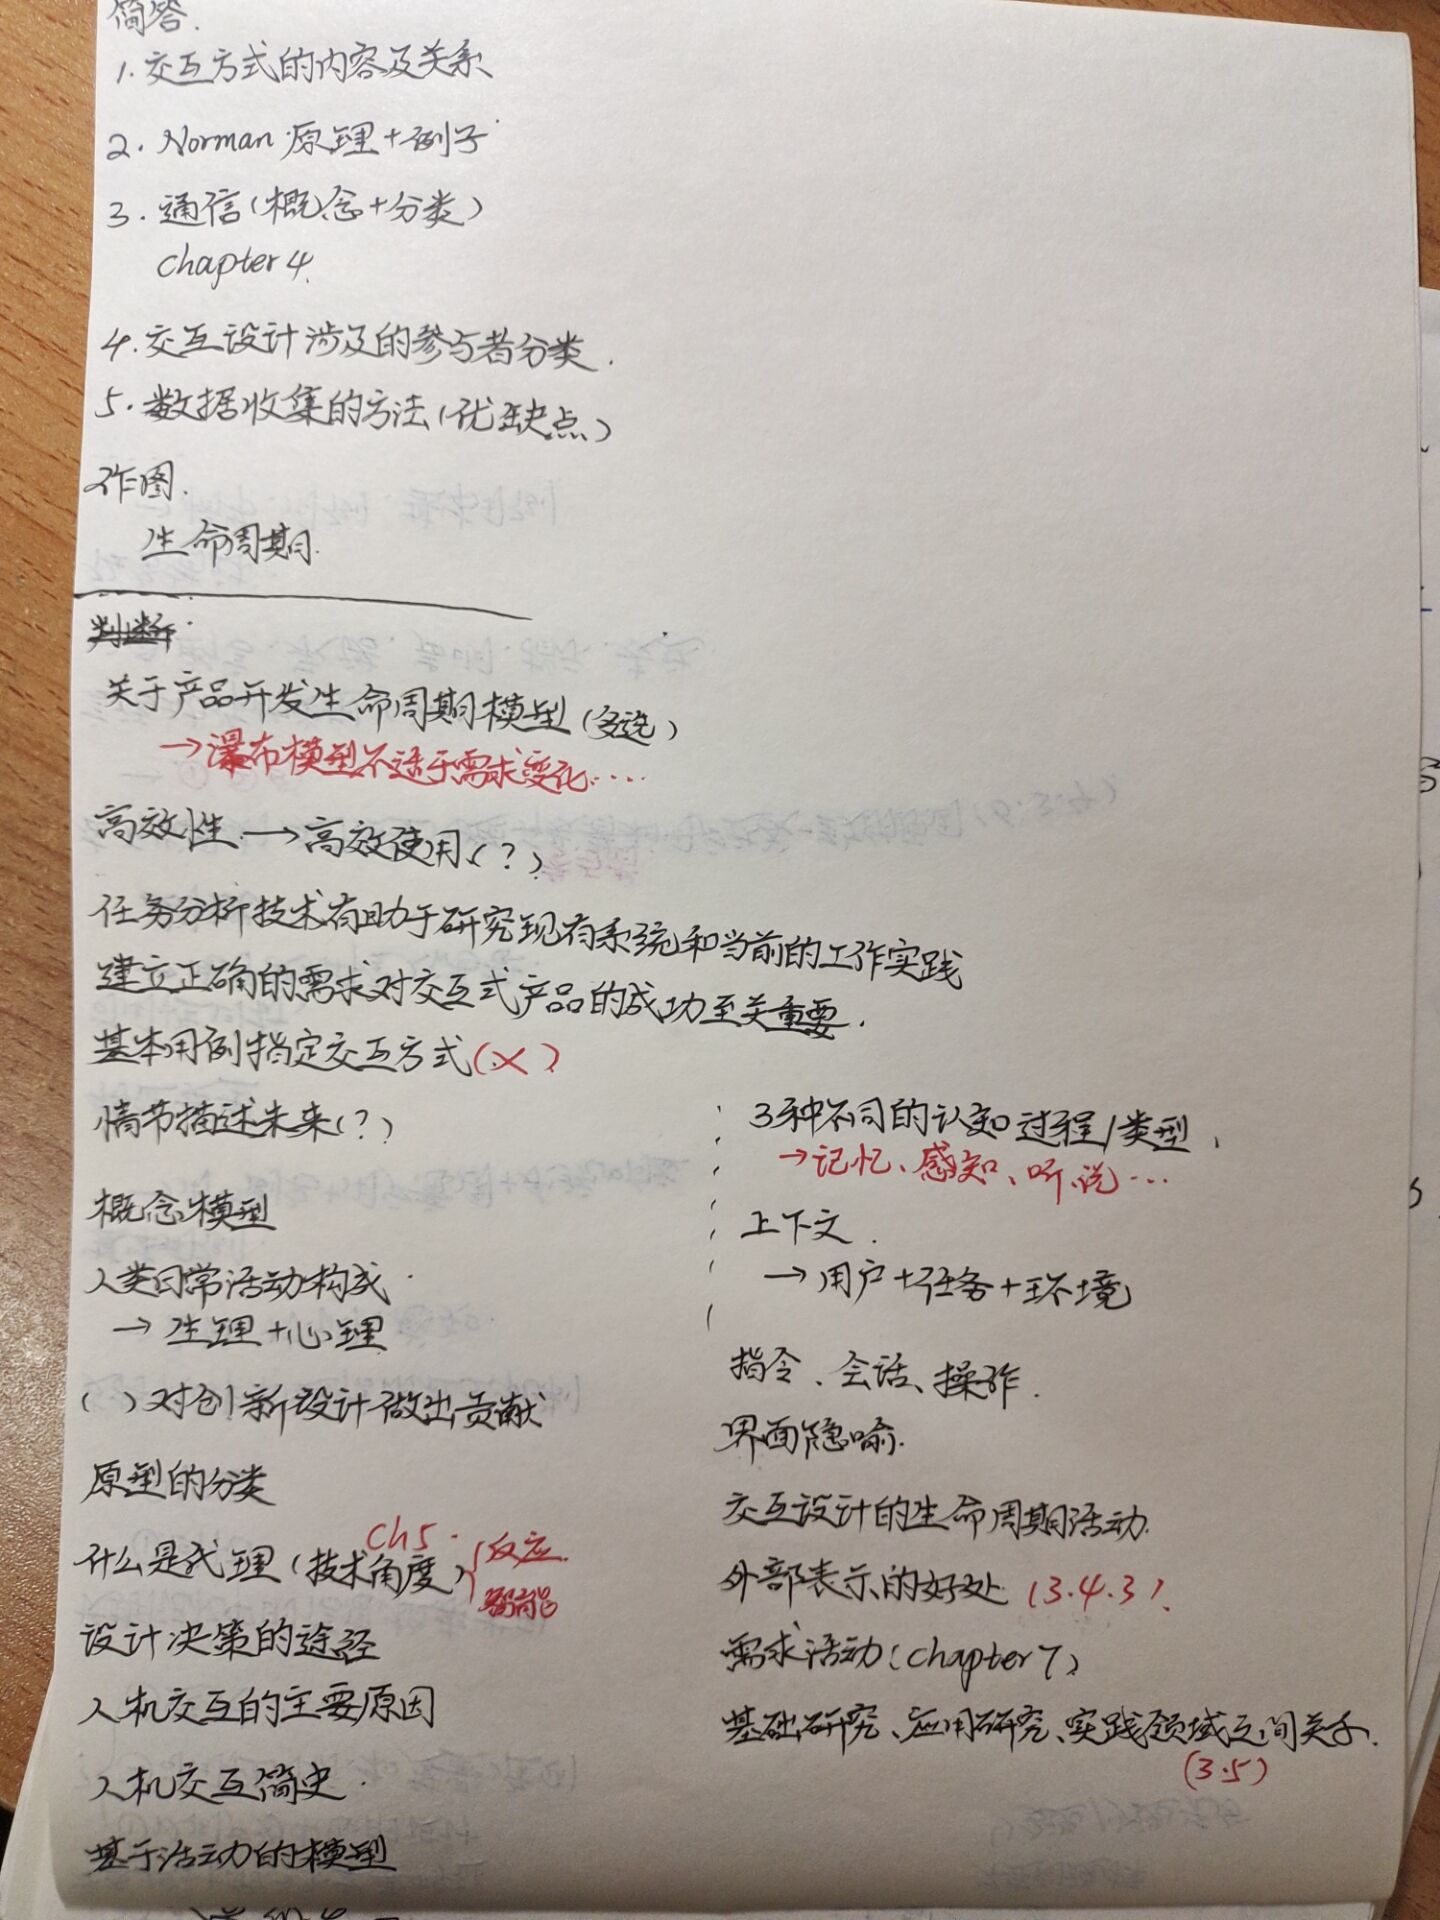 简答.
1. 交互方式的内容及关系
2. Norman 原理+例子
3. 通信(概念+分类)
chapter 4
4. 交互设计涉及的参与者分类.
5. 数据收集的方法(优缺点)
作图.
生命周期.
判断:
关于产品开发生命周期模型(多选)
→瀑布模型不适于需求变化....
高效性 → 高效使用(?)
任务分析技术有助于研究现有系统和当前的工作实践
建立正确的需求对交互式产品的成功至关重要.
基本用例指定交互方式(×)
情节描述未来(?)
概念模型
人类日常活动构成.
→ 生理+心理
( )对创新设计做出贡献
原型的分类
ch5.
什么是代理(技术角度){反应.
智能
设计决策的途径
人机交互的主要原因
人机交互简史.
基于活动的模型
3种不同的认知过程/类型.
→记忆、感知、听、说...
上下文.
→ 用户+任务+环境
指令、会话、操作.
界面隐喻.
交互设计的生命周期活动.
外部表示的好处. (3.4.3).
需求活动(chapter 7)
基础研究、应用研究、实践领域之间关系.
(3.5)